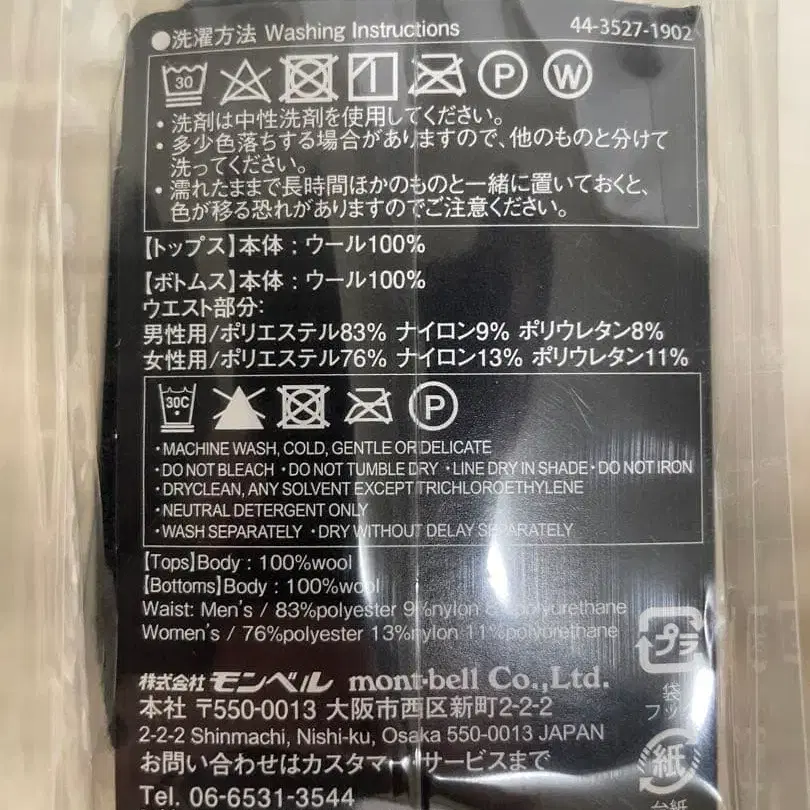 ●洗濯方法 Washing Instructions 44-3527-1902
30 P W
・洗剤は中性洗剤を使用してください。
・多少色落ちする場合がありますので、他のものと分けて
洗ってください。
・濡れたままで長時間ほかのものと一緒に置いておくと、
色が移る恐れがありますのでご注意ください。
【トップス】本体：ウール100%
【ボトムス】本体：ウール100%
ウエスト部分:
男性用/ポリエステル83% ナイロン9% ポリウレタン8%
女性用/ポリエステル76% ナイロン13% ポリウレタン11%
30C P
・MACHINE WASH, COLD, GENTLE OR DELICATE
・DO NOT BLEACH ・DO NOT TUMBLE DRY ・LINE DRY IN SHADE・DO NOT IRON
・DRYCLEAN, ANY SOLVENT EXCEPT TRICHLOROETHYLENE
・NEUTRAL DETERGENT ONLY
・WASH SEPARATELY ・DRY WITHOUT DELAY SEPARATELY
【Tops】Body : 100%wool
【Bottoms】Body : 100%wool
Waist: Men's / 83%polyester 9%nylon 8%polyurethane
Women's / 76%polyester 13%nylon 11%polyurethane
プラ
袋
フック
株式会社モンベル mont-bell Co.,Ltd.
本社 〒550-0013 大阪市西区新町2-2-2
2-2-2 Shinmachi, Nishi-ku, Osaka 550-0013 JAPAN
お問い合わせはカスタマー・サービスまで
Tel. 06-6531-3544
紙
台紙